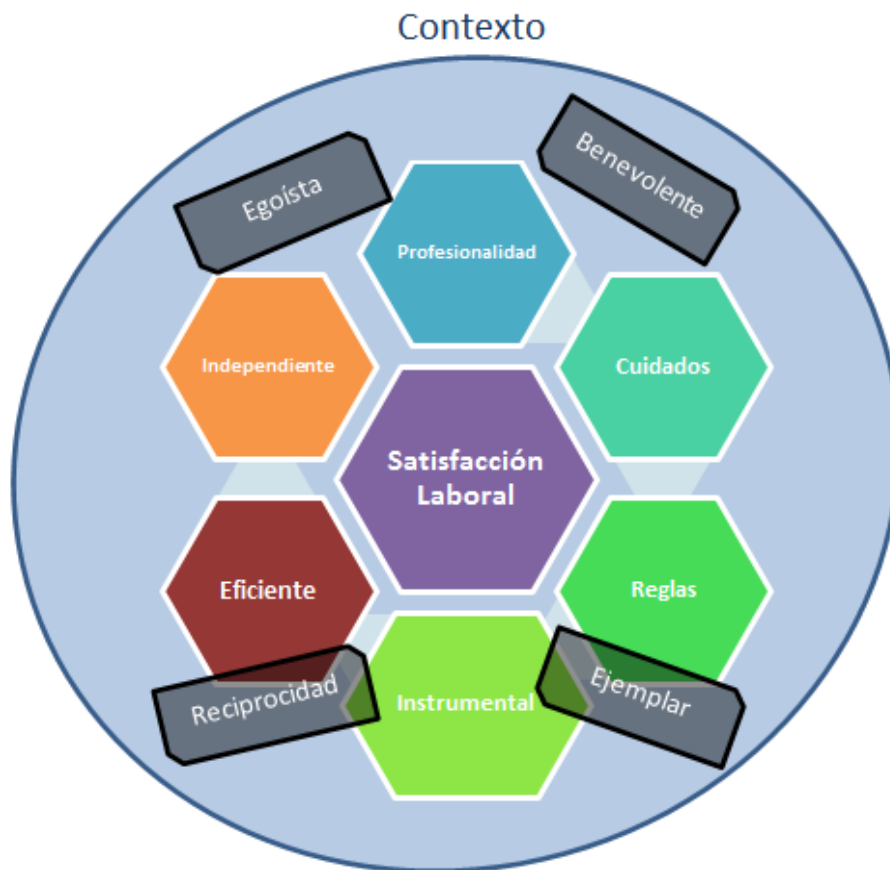 Contexto
Egoísta
Benevolente
Profesionalidad
Independiente
Cuidados
Satisfacción
Laboral
Eficiente
Reglas
Reciprocidad
Instrumental
Ejemplar